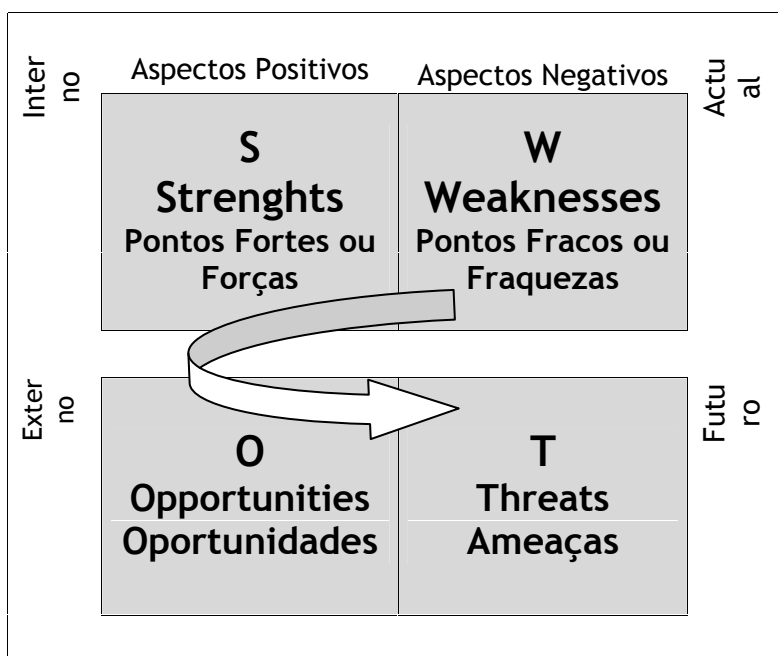 Inter
no
Aspectos Positivos
Aspectos Negativos
Actu
al
S
Strenghts
Pontos Fortes ou
Forças
W
Weaknesses
Pontos Fracos ou
Fraquezas
Exter
no
Futu
ro
O
Opportunities
Oportunidades
T
Threats
Ameaças